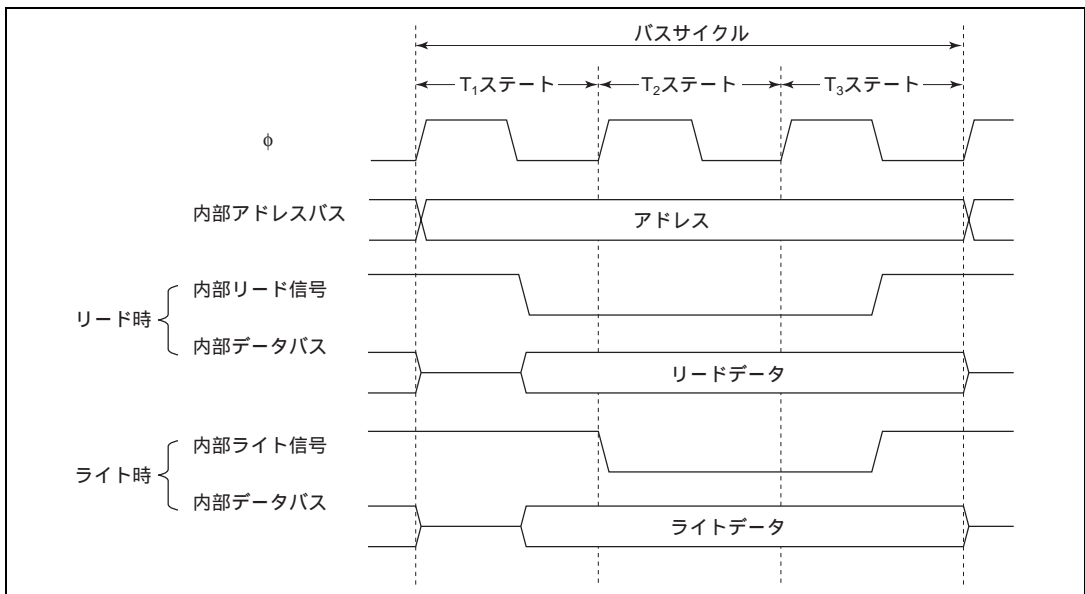 バスサイクル
T₁ステート
T₂ステート
T₃ステート
φ
内部アドレスバス
アドレス
リード時
内部リード信号
内部データバス
リードデータ
ライト時
内部ライト信号
内部データバス
ライトデータ